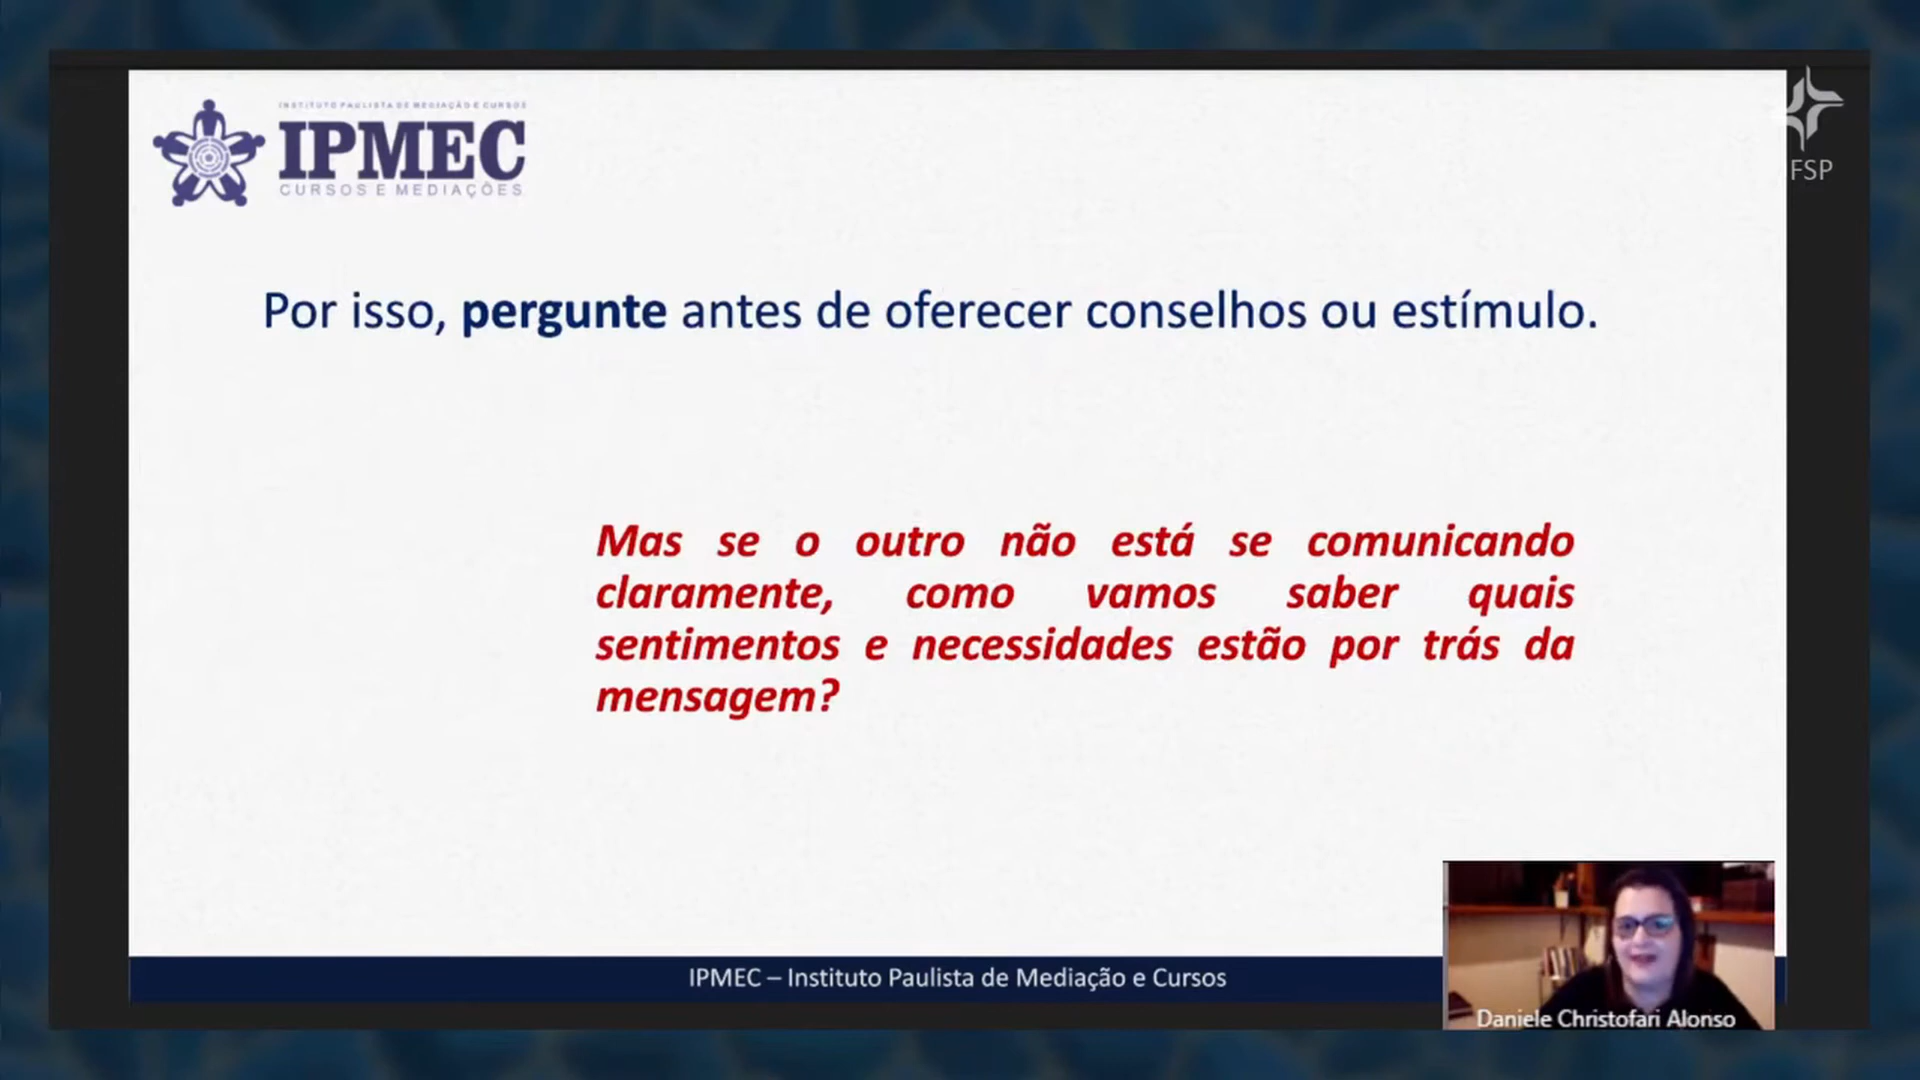 INSTITUTO PAULISTA DE MEDIAÇÃO E CURSOS
IPMEC
CURSOS E MEDIAÇÕES
FSP
Por isso, pergunte antes de oferecer conselhos ou estímulo.
Mas se o outro não está se comunicando
claramente, como vamos saber quais
sentimentos e necessidades estão por trás da
mensagem?
IPMEC – Instituto Paulista de Mediação e Cursos
Daniele Christofari Alonso